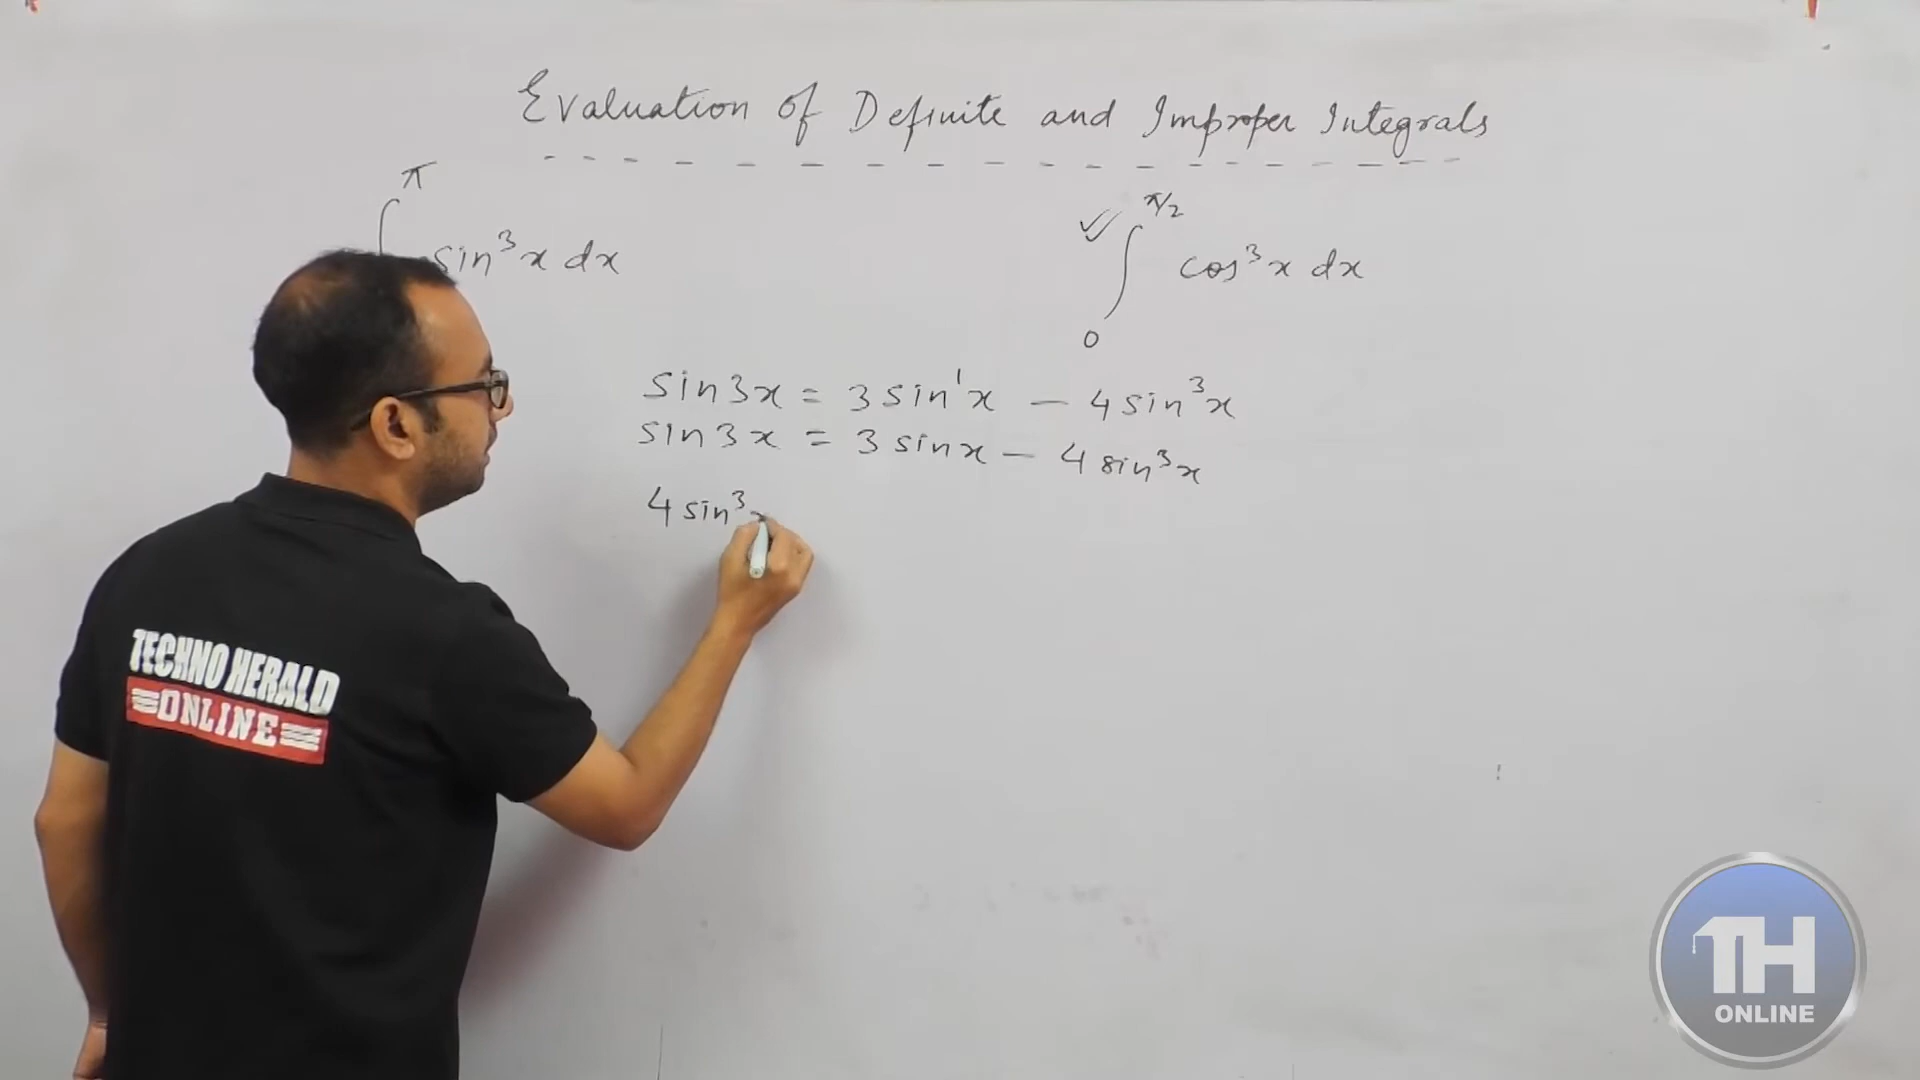 Evaluation of Definite and Improper Integrals
π
∫ sin³x dx
π/2
∫ cos³x dx
0
sin3x = 3sin¹x - 4sin³x
sin3x = 3sinx - 4sin³x
4sin³x
TECHNO HERALD
ONLINE
TH
ONLINE